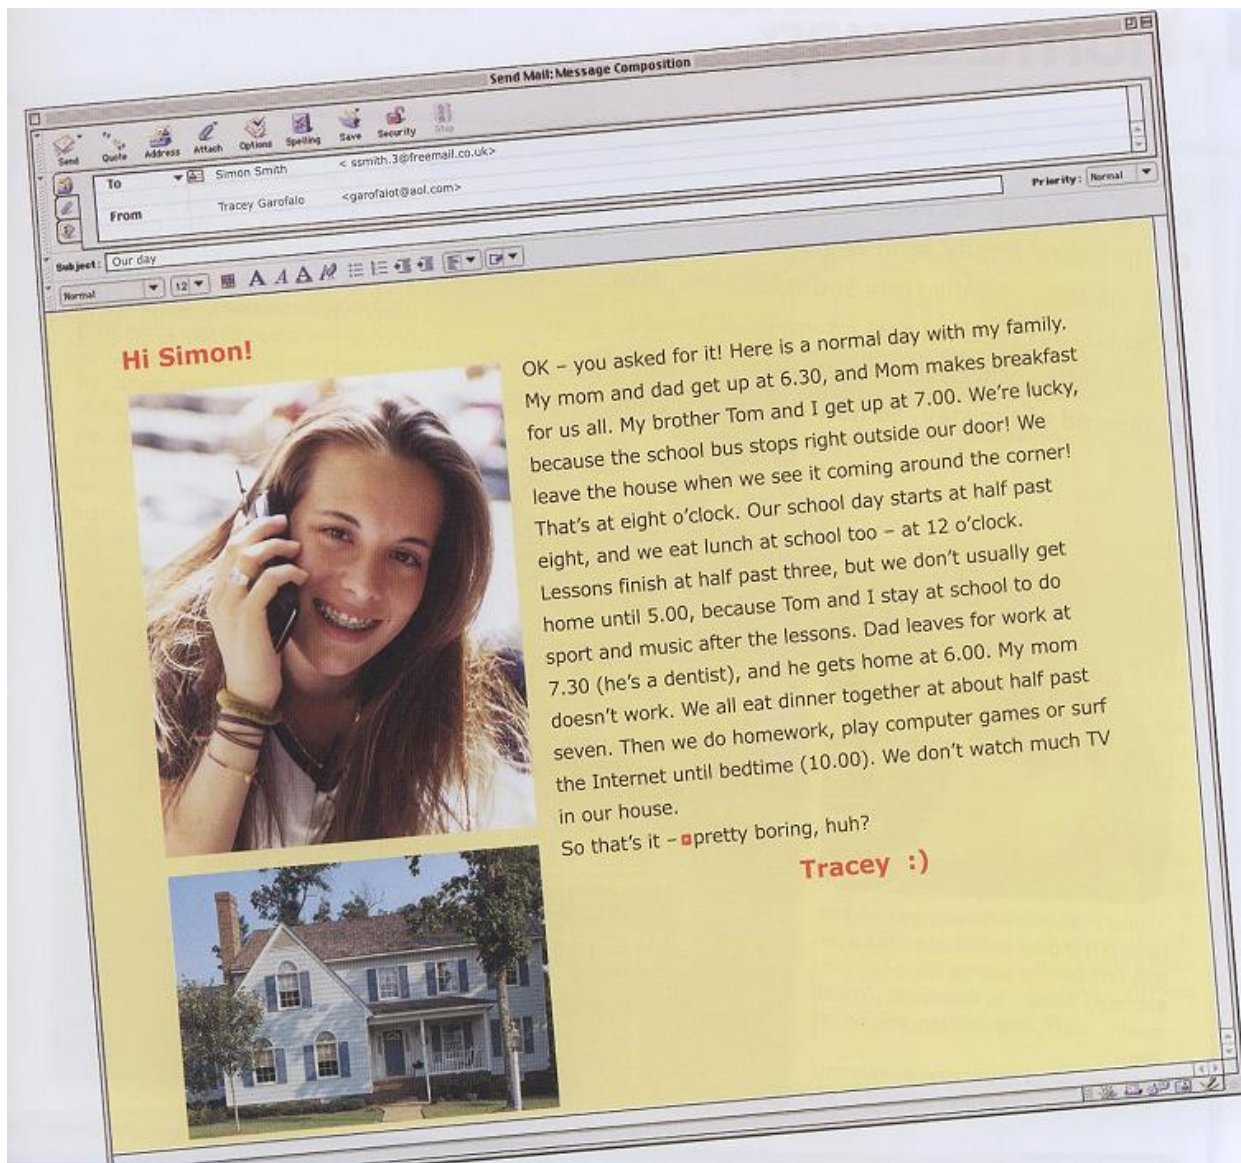 Send Mail: Message Composition
Send Quote Address Attach Options Spelling Save Security Stop
To Simon Smith < ssmith.3@freemail.co.uk>
From Tracey Garofalo <garofalot@aol.com>
Priority: Normal
Subject: Our day
Normal 12 A A A
Hi Simon!
OK – you asked for it! Here is a normal day with my family.
My mom and dad get up at 6.30, and Mom makes breakfast
for us all. My brother Tom and I get up at 7.00. We're lucky,
because the school bus stops right outside our door! We
leave the house when we see it coming around the corner!
That's at eight o'clock. Our school day starts at half past
eight, and we eat lunch at school too – at 12 o'clock.
Lessons finish at half past three, but we don't usually get
home until 5.00, because Tom and I stay at school to do
sport and music after the lessons. Dad leaves for work at
7.30 (he's a dentist), and he gets home at 6.00. My mom
doesn't work. We all eat dinner together at about half past
seven. Then we do homework, play computer games or surf
the Internet until bedtime (10.00). We don't watch much TV
in our house.
So that's it – pretty boring, huh?
Tracey :)